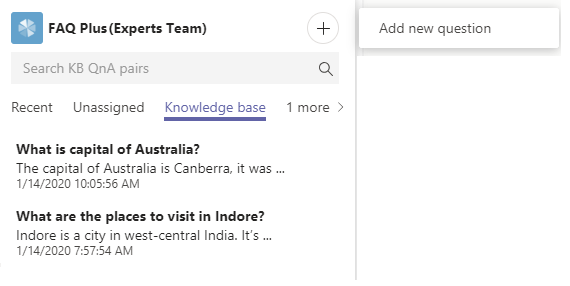 FAQ Plus(Experts Team)
Add new question
Search KB QnA pairs
Recent Unassigned Knowledge base 1 more
What is capital of Australia?
The capital of Australia is Canberra, it was ...
1/14/2020 10:05:56 AM
What are the places to visit in Indore?
Indore is a city in west-central India. It's ...
1/14/2020 7:57:54 AM